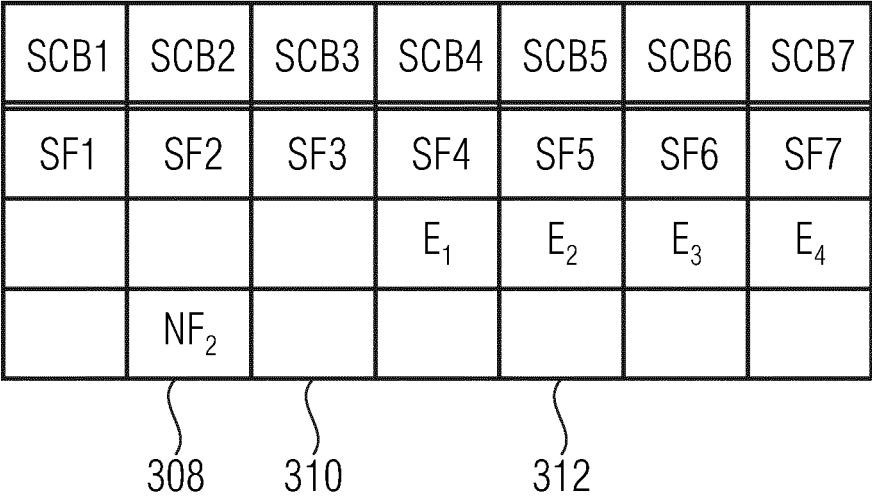 SCB1 SCB2 SCB3 SCB4 SCB5 SCB6 SCB7
SF1 SF2 SF3 SF4 SF5 SF6 SF7
E₁ E₂ E₃ E₄
NF₂
308 310 312